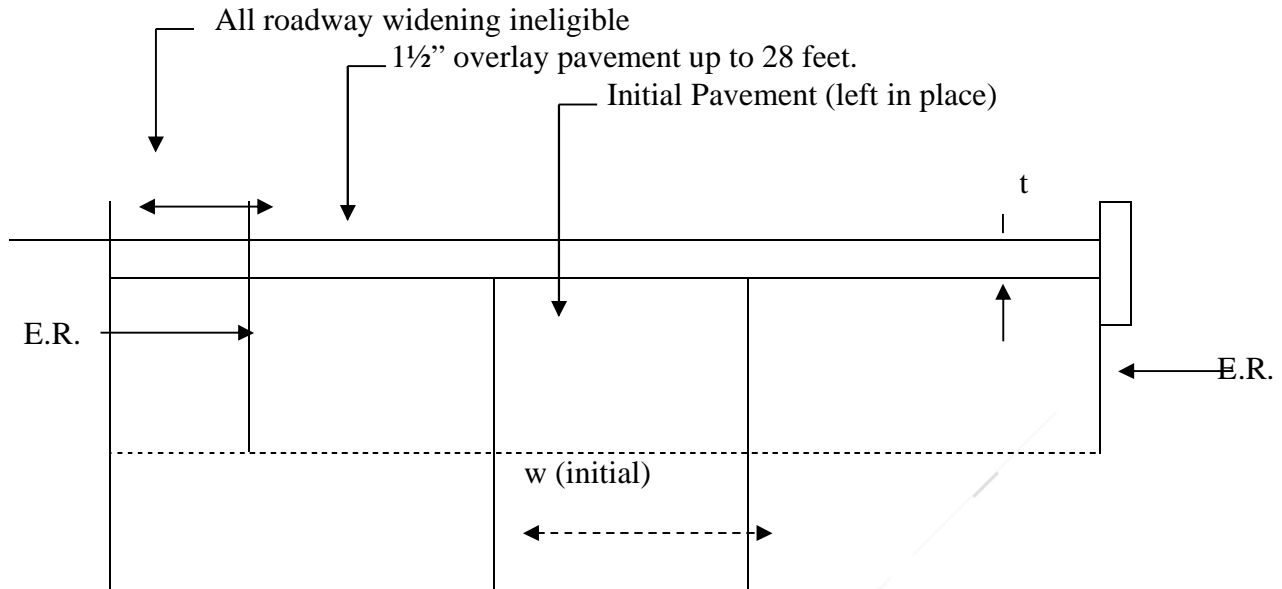 All roadway widening ineligible
1½” overlay pavement up to 28 feet.
Initial Pavement (left in place)
t
E.R.
E.R.
w (initial)